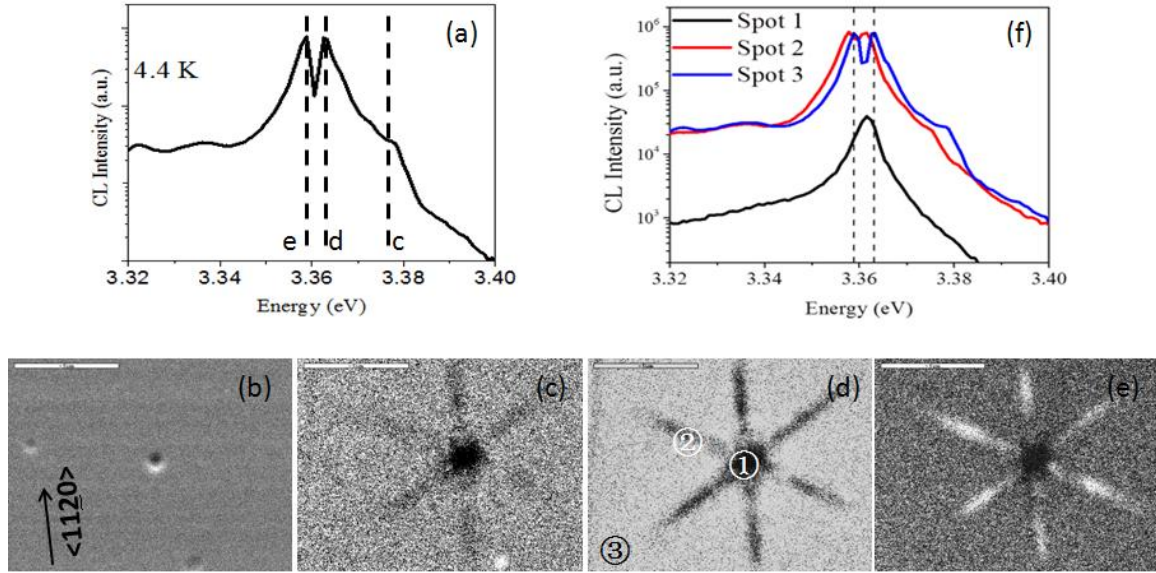 (a)
4.4 K
CL Intensity (a.u.)
e d c
3.32 3.34 3.36 3.38 3.40
Energy (eV)
(f)
Spot 1
Spot 2
Spot 3
10⁶
10⁵
10⁴
10³
CL Intensity (a.u.)
3.32 3.34 3.36 3.38 3.40
Energy (eV)
(b)
<112̲0>
(c)
(d)
①
②
③
(e)